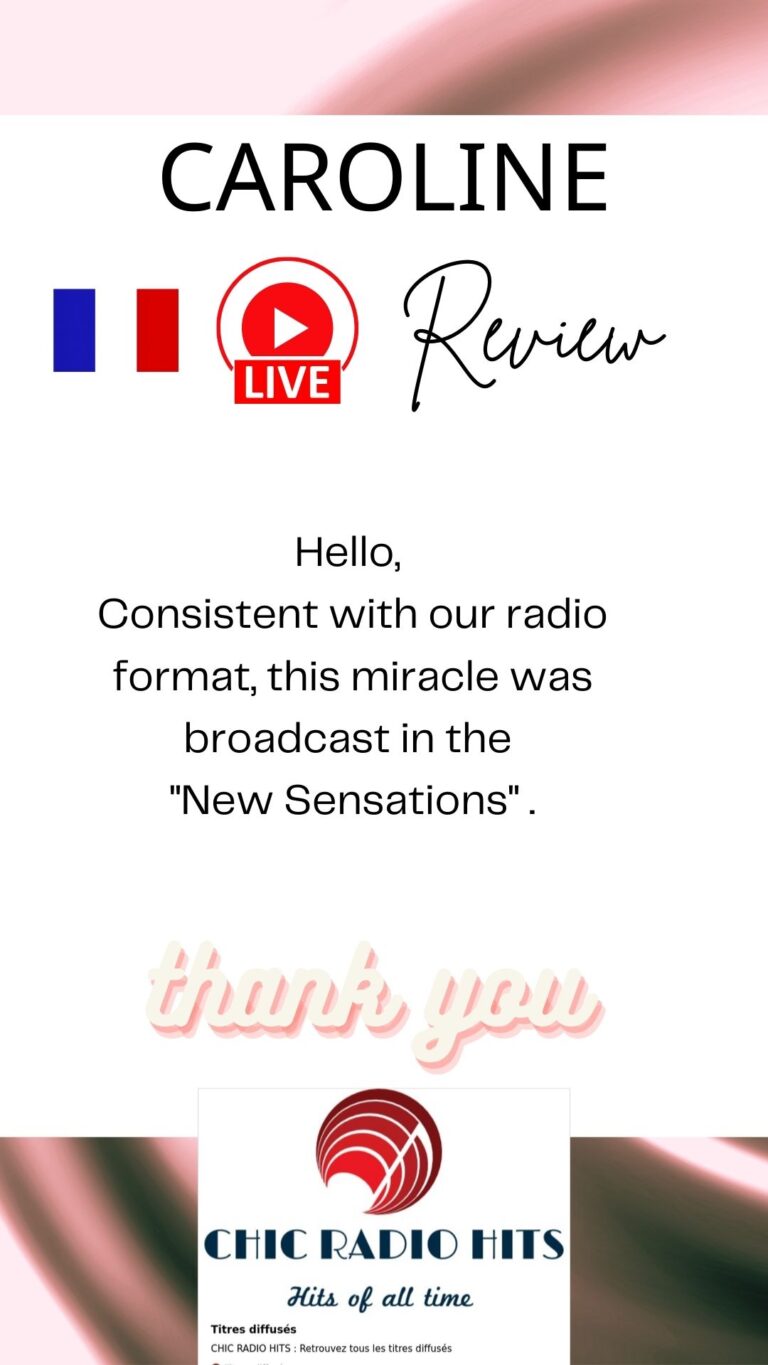 CAROLINE
LIVE
Review
Hello,
Consistent with our radio
format, this miracle was
broadcast in the
"New Sensations" .
thank you
CHIC RADIO HITS
Hits of all time
Titres diffusés
CHIC RADIO HITS : Retrouvez tous les titres diffusés